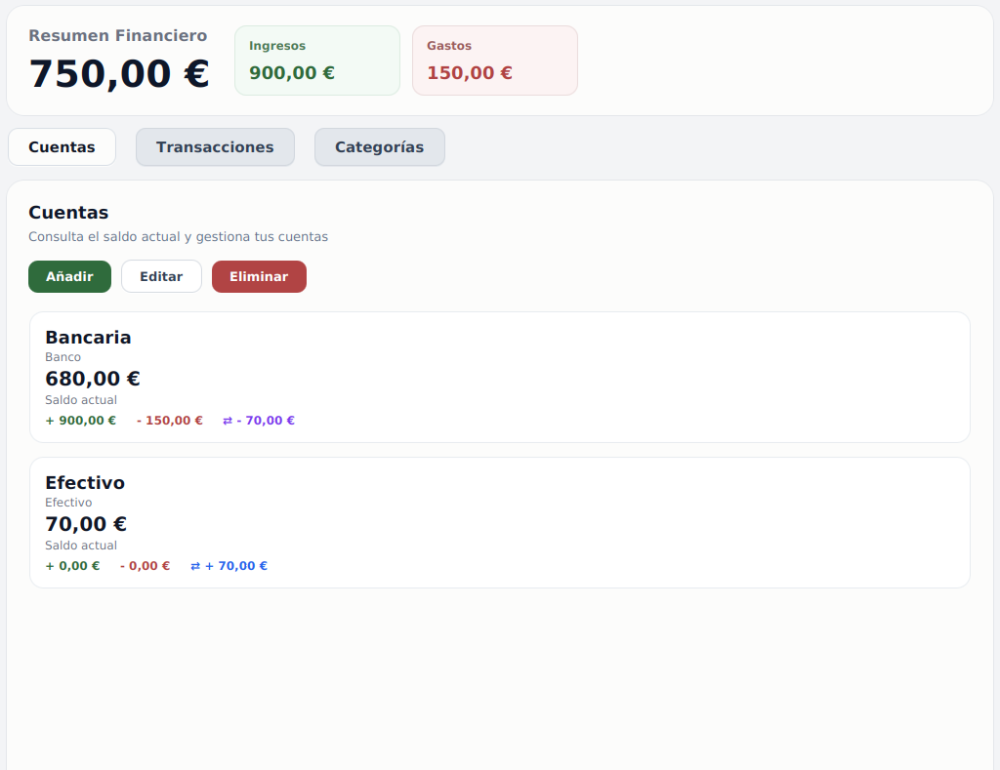 Resumen Financiero
750,00 €
Ingresos
900,00 €
Gastos
150,00 €
Cuentas
Transacciones
Categorías
Cuentas
Consulta el saldo actual y gestiona tus cuentas
Añadir
Editar
Eliminar
Bancaria
Banco
680,00 €
Saldo actual
+ 900,00 € - 150,00 € ⇄ - 70,00 €
Efectivo
Efectivo
70,00 €
Saldo actual
+ 0,00 € - 0,00 € ⇄ + 70,00 €